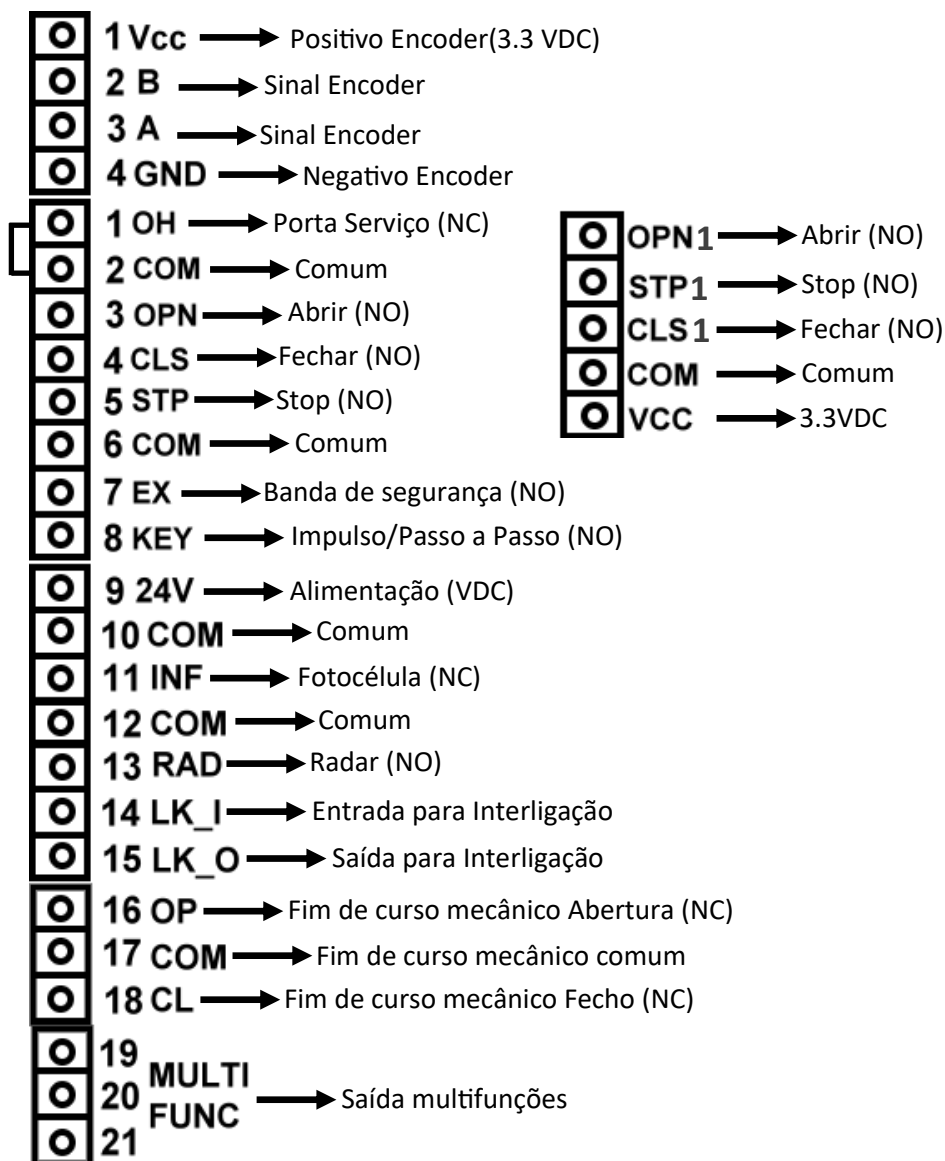 1 Vcc Positivo Encoder(3.3 VDC)
2 B Sinal Encoder
3 A Sinal Encoder
4 GND Negativo Encoder
1 OH Porta Serviço (NC)
2 COM Comum
3 OPN Abrir (NO)
4 CLS Fechar (NO)
5 STP Stop (NO)
6 COM Comum
7 EX Banda de segurança (NO)
8 KEY Impulso/Passo a Passo (NO)
9 24V Alimentação (VDC)
10 COM Comum
11 INF Fotocélula (NC)
12 COM Comum
13 RAD Radar (NO)
14 LK_I Entrada para Interligação
15 LK_O Saída para Interligação
16 OP Fim de curso mecânico Abertura (NC)
17 COM Fim de curso mecânico comum
18 CL Fim de curso mecânico Fecho (NC)
19
20
21
MULTI
FUNC
Saída multifunções
OPN1 Abrir (NO)
STP1 Stop (NO)
CLS1 Fechar (NO)
COM Comum
VCC 3.3VDC